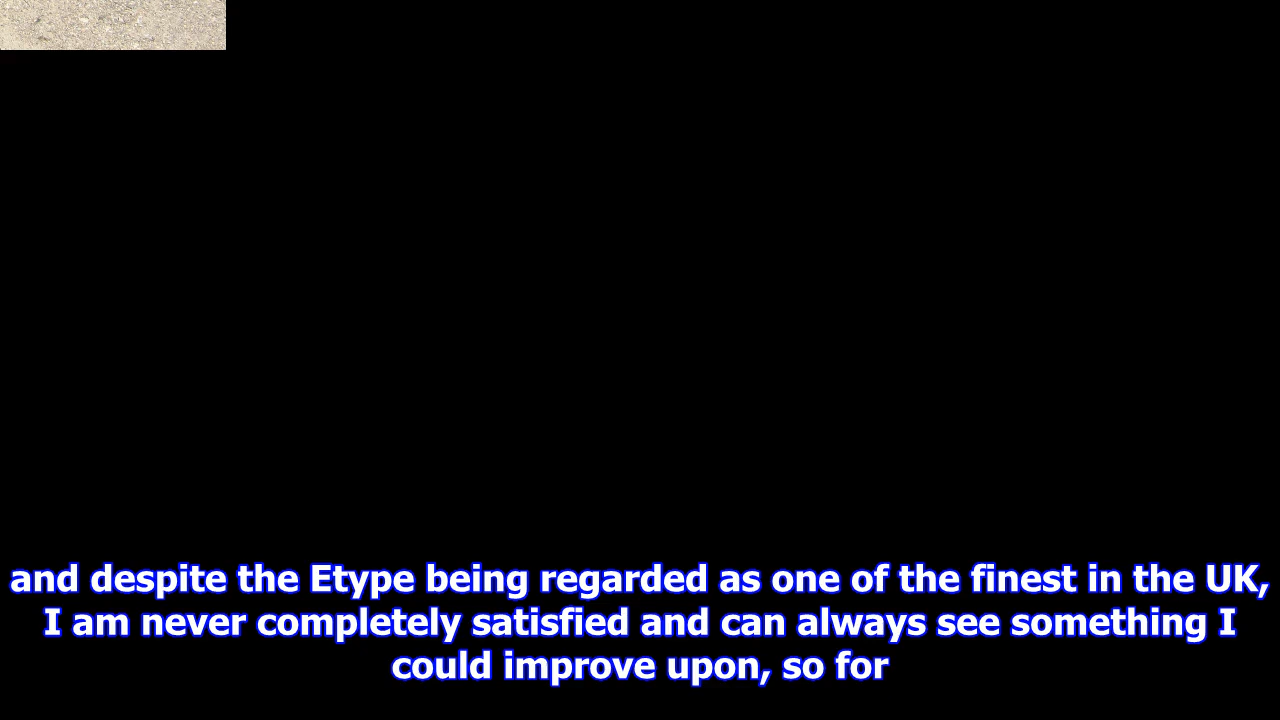 and despite the Etype being regarded as one of the finest in the UK,
I am never completely satisfied and can always see something I
could improve upon, so for